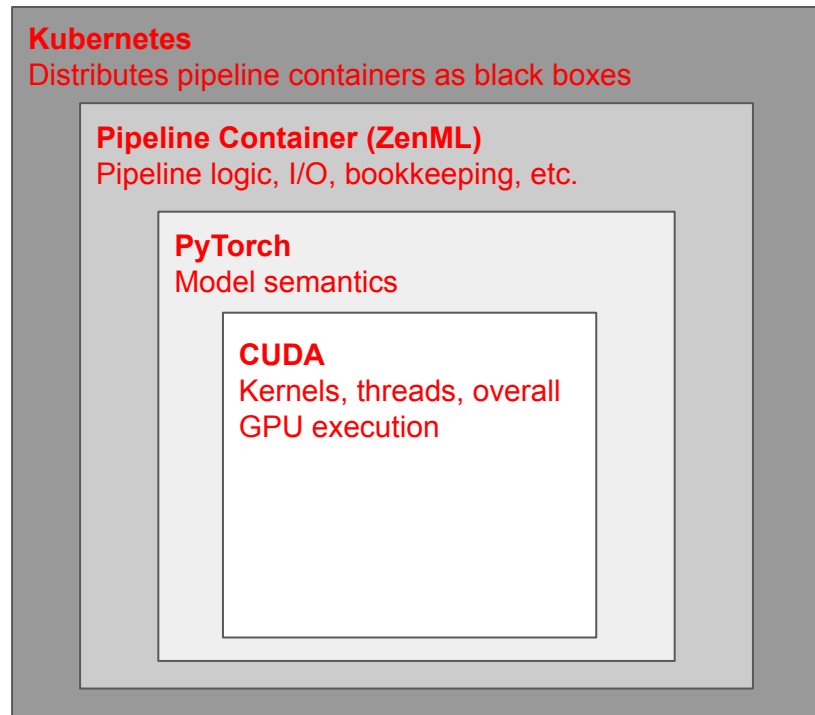 Kubernetes
Distributes pipeline containers as black boxes
Pipeline Container (ZenML)
Pipeline logic, I/O, bookkeeping, etc.
PyTorch
Model semantics
CUDA
Kernels, threads, overall
GPU execution